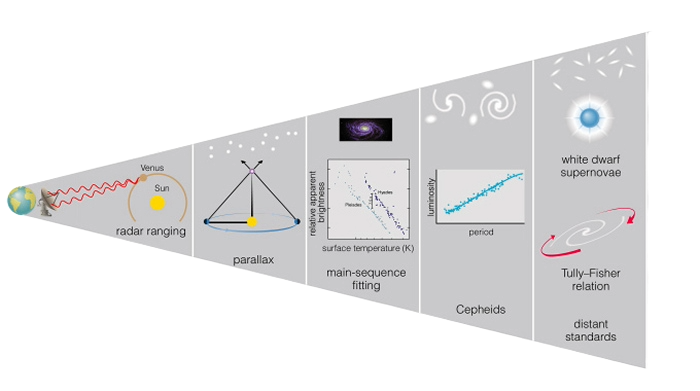 Venus
Sun
radar ranging
parallax
relative apparent
brightness
Hyades
Pleiades
surface temperature (K)
main-sequence
fitting
luminosity
period
Cepheids
white dwarf
supernovae
Tully–Fisher
relation
distant
standards